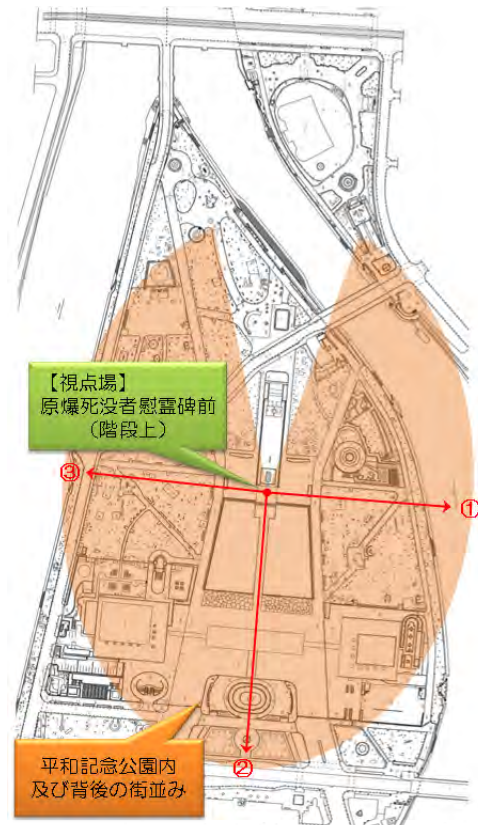 【視点場】
原爆死没者慰霊碑前
（階段上）
③
①
②
平和記念公園内
及び背後の街並み